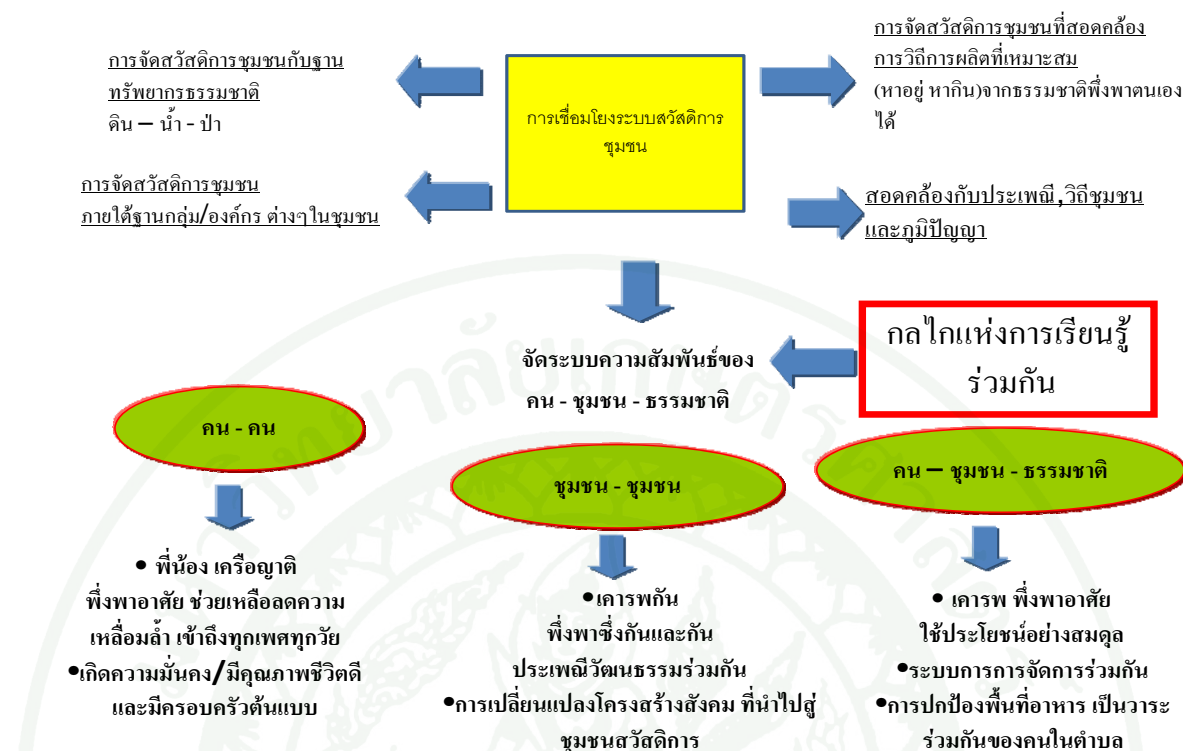 การจัดสวัสดิการชุมชนกับฐาน
ทรัพยากรธรรมชาติ
ดิน – น้ำ - ป่า
การเชื่อมโยงระบบสวัสดิการ
ชุมชน
การจัดสวัสดิการชุมชนที่สอดคล้อง
การวิถีการผลิตที่เหมาะสม
(หาอยู่ หากิน)จากธรรมชาติพึ่งพาตนเอง
ได้
การจัดสวัสดิการชุมชน
ภายใต้ฐานกลุ่ม/องค์กร ต่างๆในชุมชน
สอดคล้องกับประเพณี,วิถีชุมชน
และภูมิปัญญา
จัดระบบความสัมพันธ์ของ
คน - ชุมชน - ธรรมชาติ
กลไกแห่งการเรียนรู้
ร่วมกัน
คน - คน
ชุมชน - ชุมชน
คน – ชุมชน - ธรรมชาติ
• พี่น้อง เครือญาติ
พึ่งพาอาศัย ช่วยเหลือลดความ
เหลื่อมล้ำ เข้าถึงทุกเพศทุกวัย
•เกิดความมั่นคง/มีคุณภาพชีวิตดี
และมีครอบครัวต้นแบบ
•เคารพกัน
พึ่งพาซึ่งกันและกัน
ประเพณีวัฒนธรรมร่วมกัน
•การเปลี่ยนแปลงโครงสร้างสังคม ที่นำไปสู่
ชุมชนสวัสดิการ
• เคารพ พึ่งพาอาศัย
ใช้ประโยชน์อย่างสมดุล
•ระบบการการจัดการร่วมกัน
•การปกป้องพื้นที่อาหาร เป็นวาระ
ร่วมกันของคนในตำบล